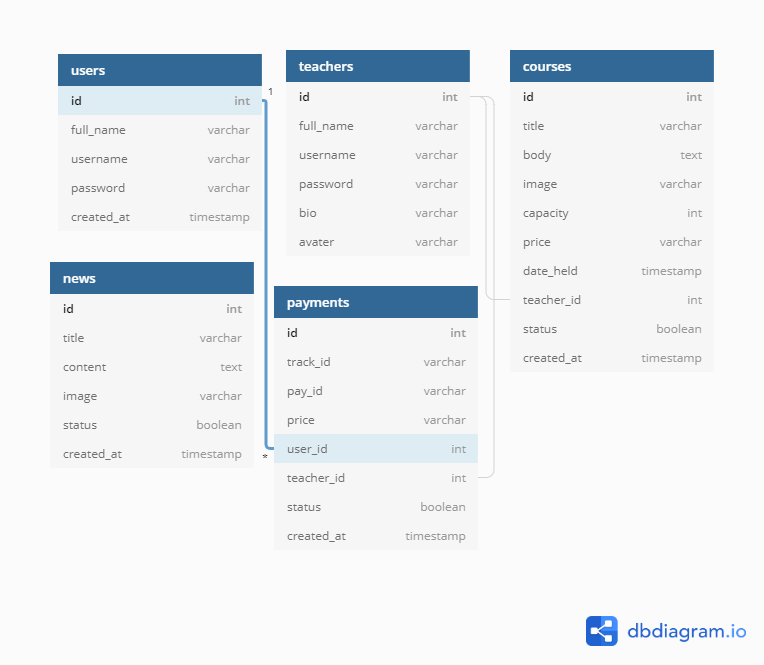 users
id int
full_name varchar
username varchar
password varchar
created_at timestamp
1
*
teachers
id int
full_name varchar
username varchar
password varchar
bio varchar
avater varchar
courses
id int
title varchar
body text
image varchar
capacity int
price varchar
date_held timestamp
teacher_id int
status boolean
created_at timestamp
news
id int
title varchar
content text
image varchar
status boolean
created_at timestamp
payments
id int
track_id varchar
pay_id varchar
price varchar
user_id int
teacher_id int
status boolean
created_at timestamp
dbdiagram.io